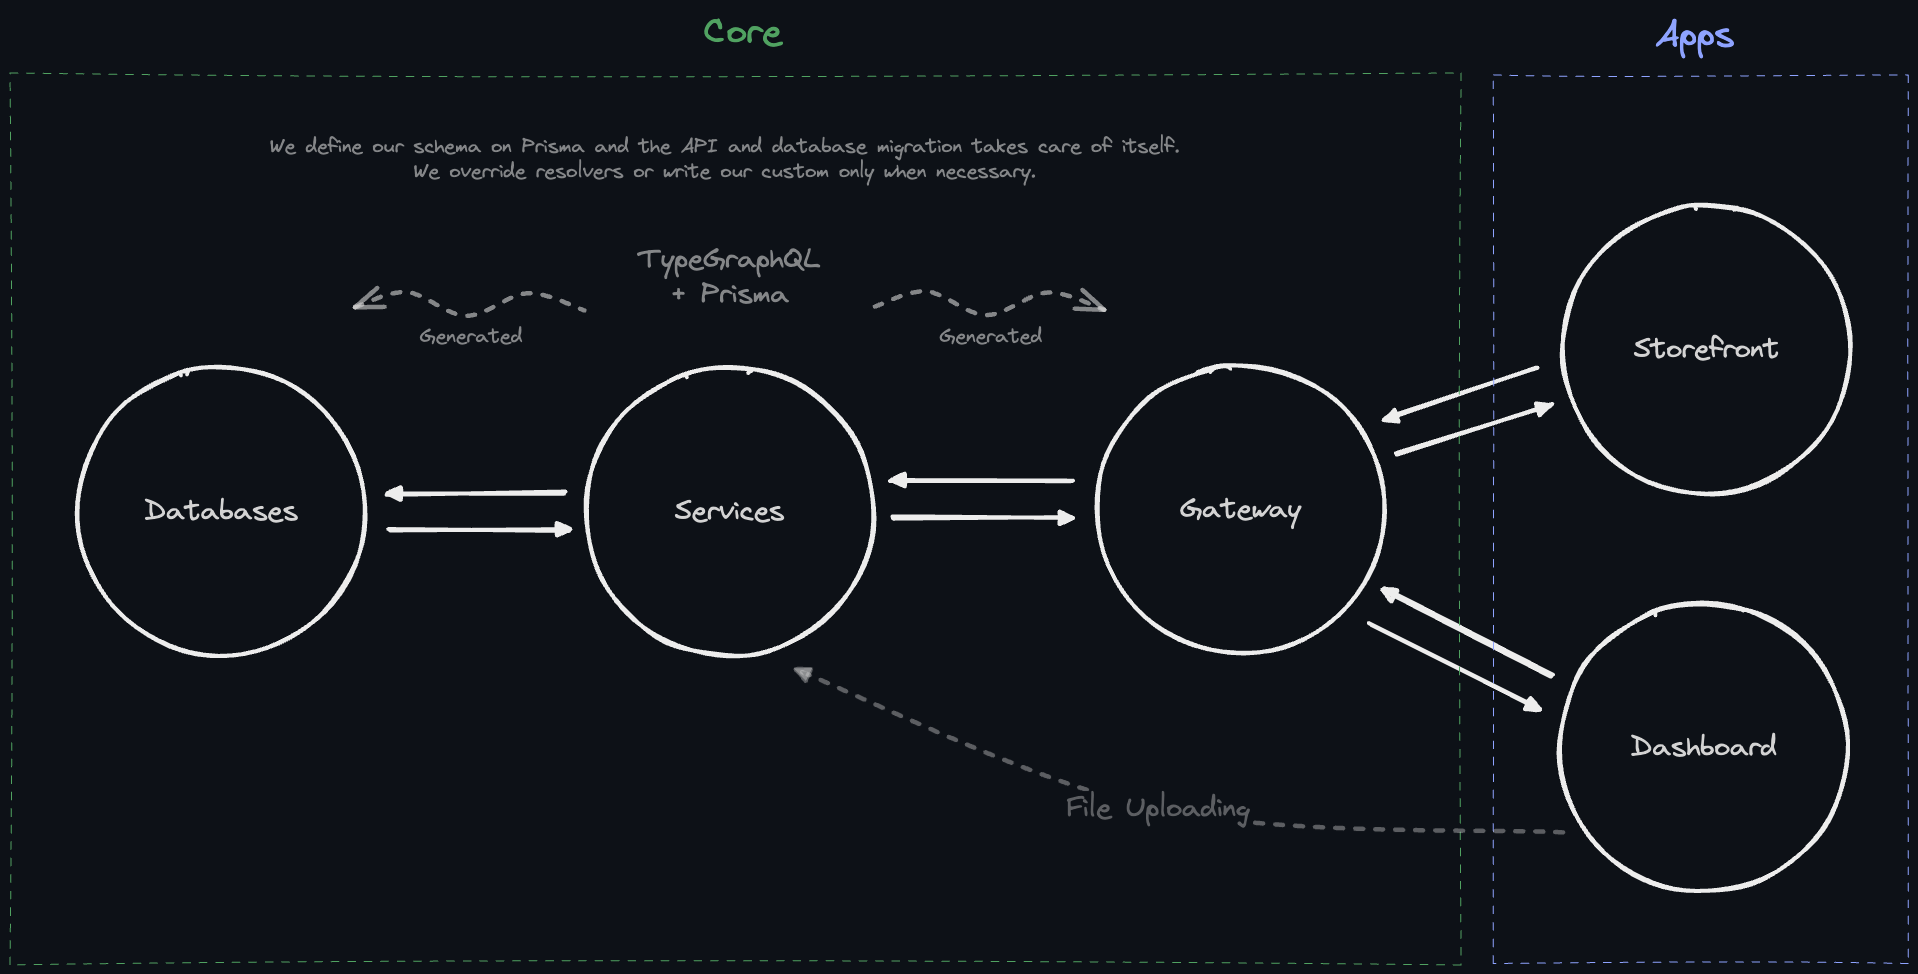 Core
Apps
We define our schema on Prisma and the API and database migration takes care of itself.
We override resolvers or write our custom only when necessary.
TypeGraphQL
+ Prisma
Generated
Generated
Storefront
Databases
Services
Gateway
Dashboard
File Uploading